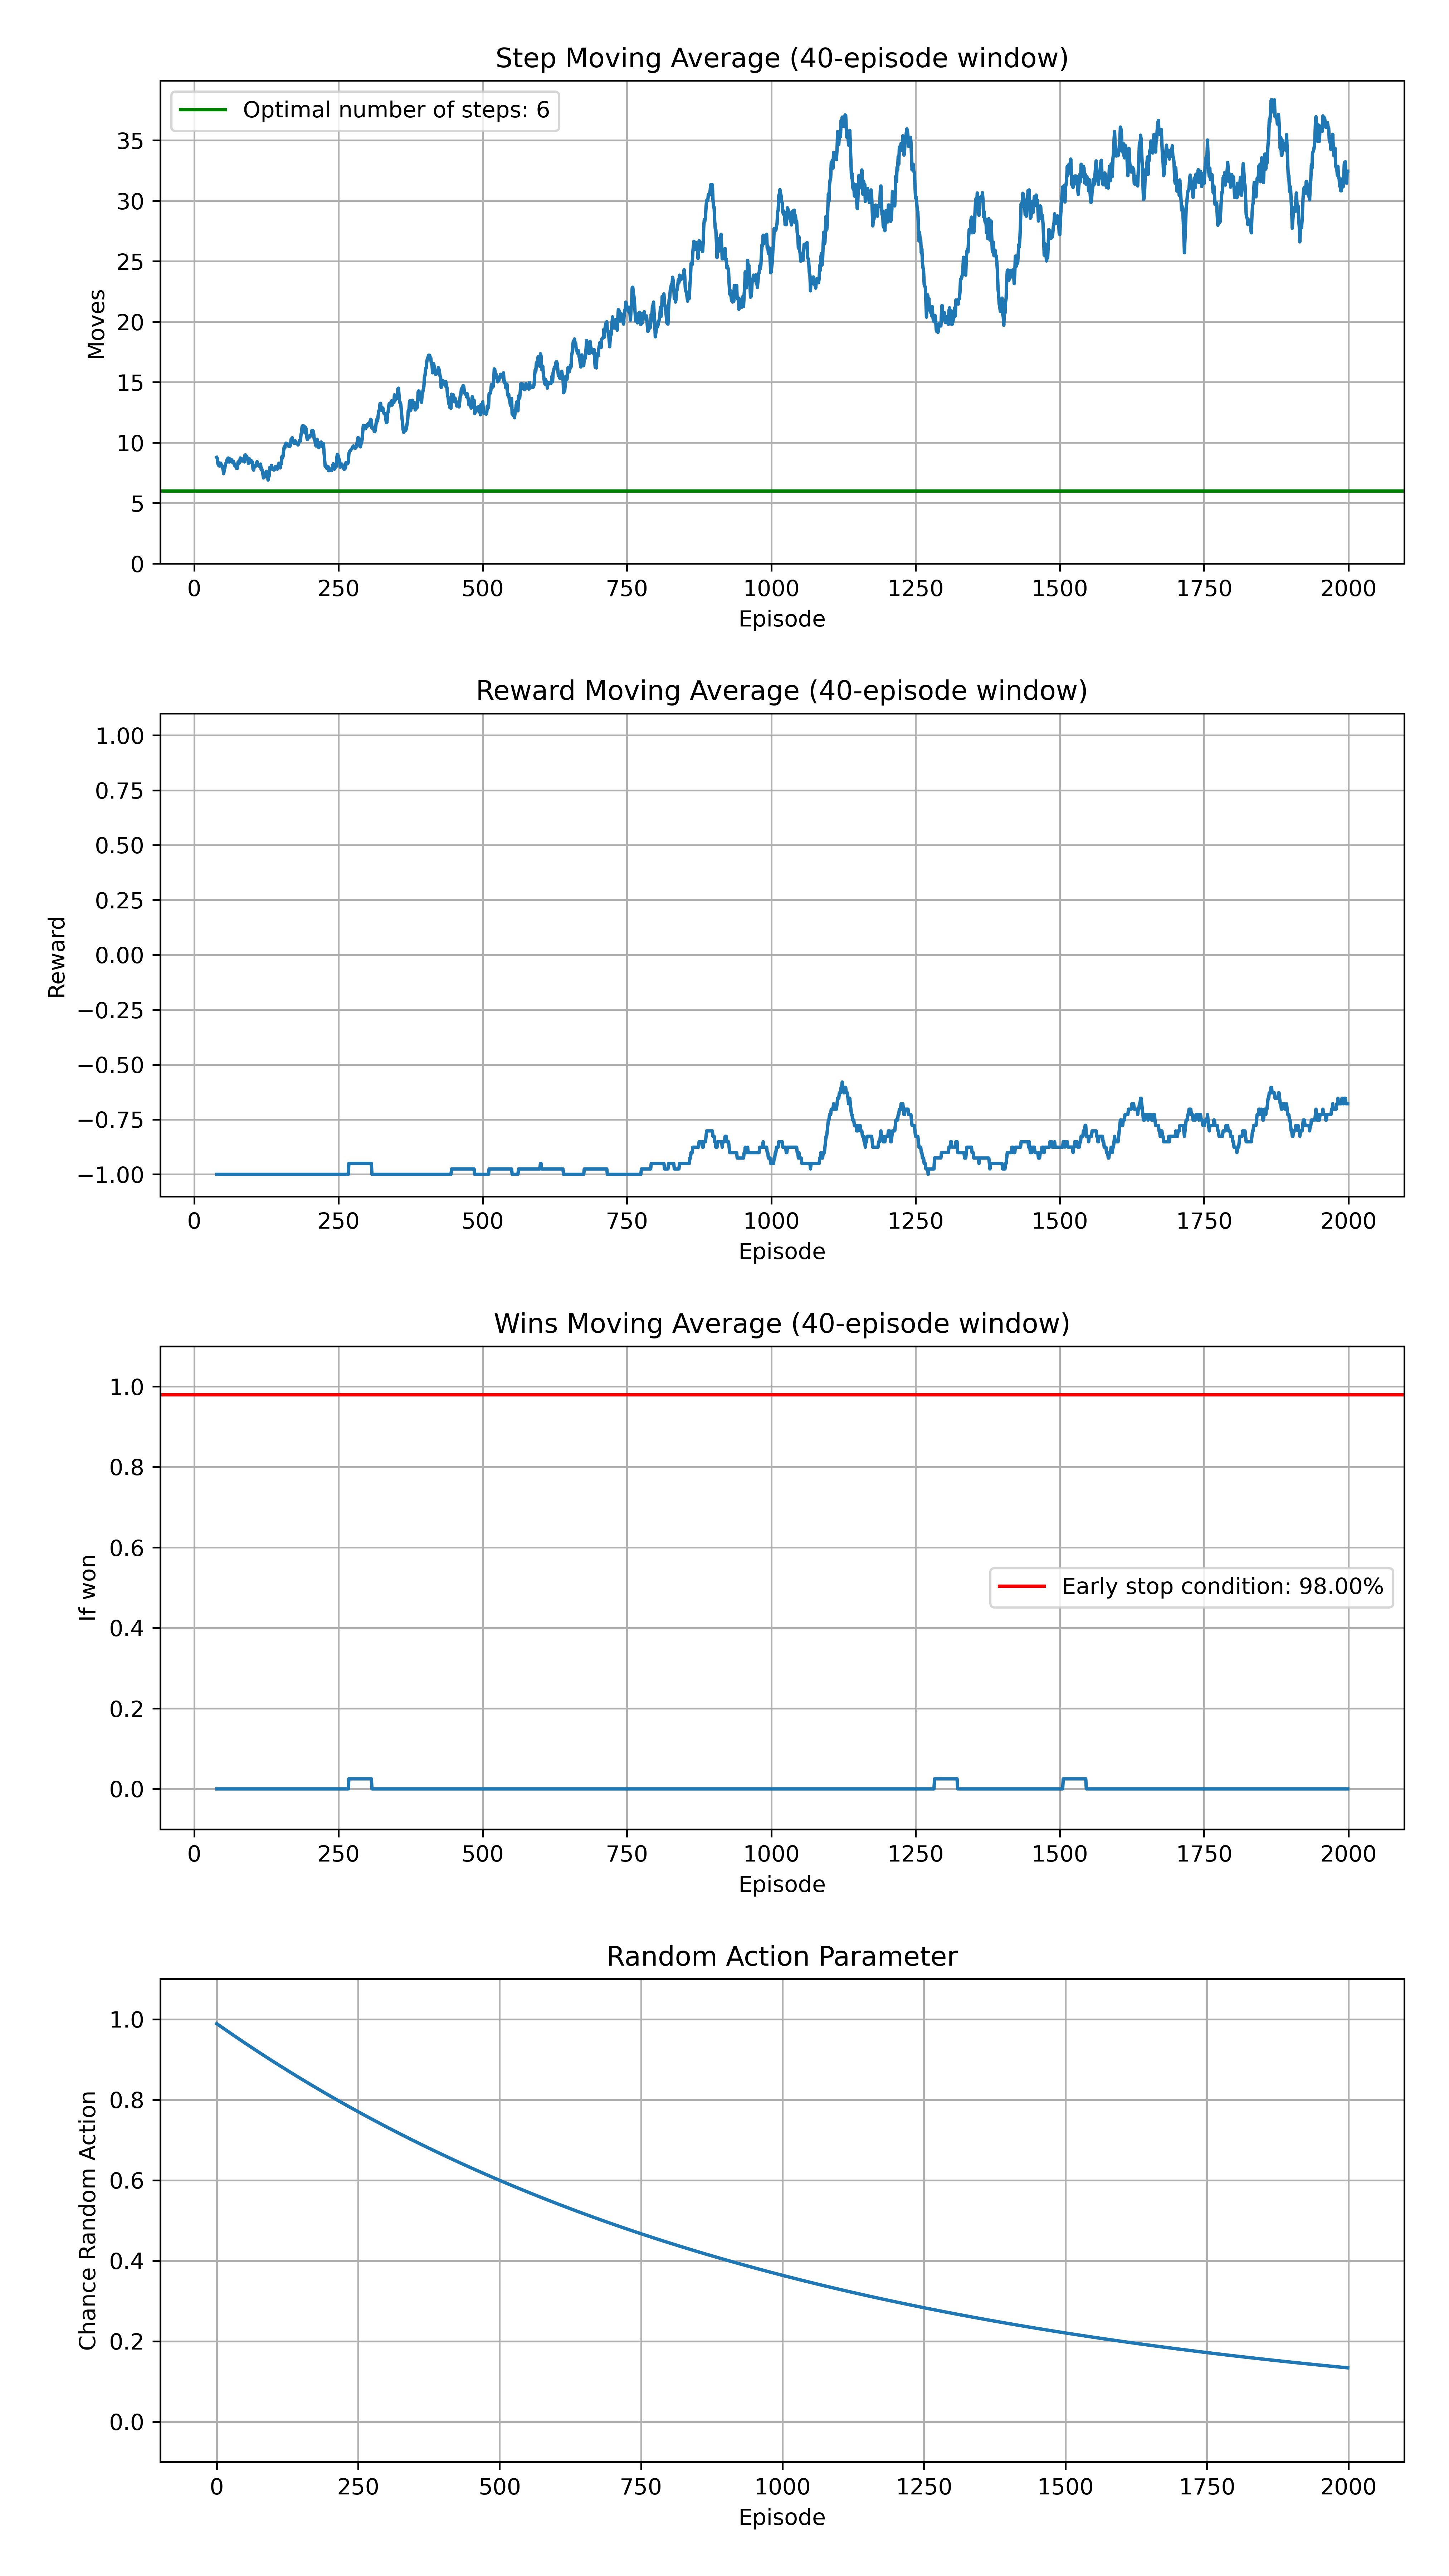 Step Moving Average (40-episode window)
Optimal number of steps: 6
35
30
25
20
15
10
5
0
Moves
0 250 500 750 1000 1250 1500 1750 2000
Episode
Reward Moving Average (40-episode window)
1.00
0.75
0.50
0.25
0.00
−0.25
−0.50
−0.75
−1.00
Reward
0 250 500 750 1000 1250 1500 1750 2000
Episode
Wins Moving Average (40-episode window)
1.0
0.8
0.6
0.4
0.2
0.0
If won
Early stop condition: 98.00%
0 250 500 750 1000 1250 1500 1750 2000
Episode
Random Action Parameter
1.0
0.8
0.6
0.4
0.2
0.0
Chance Random Action
0 250 500 750 1000 1250 1500 1750 2000
Episode